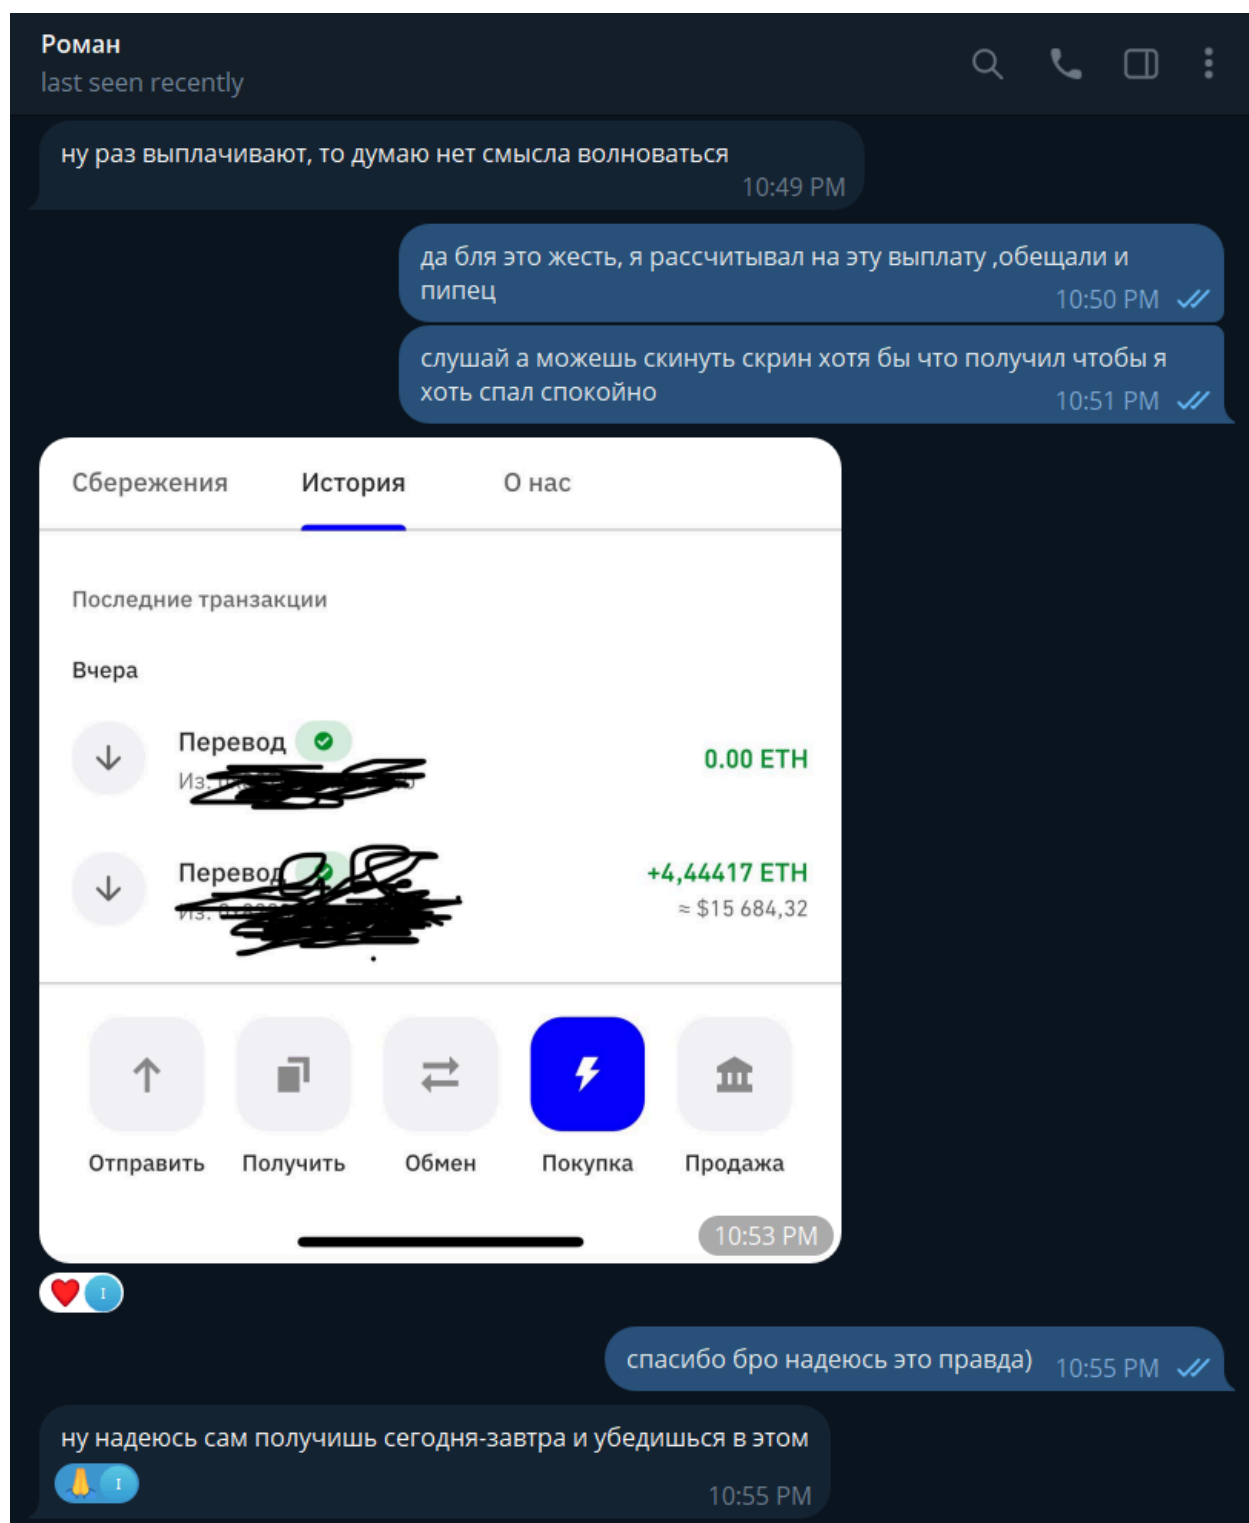 Роман
last seen recently
ну раз выплачивают, то думаю нет смысла волноваться
10:49 PM
да бля это жесть, я рассчитывал на эту выплату ,обещали и
пипец
10:50 PM
слушай а можешь скинуть скрин хотя бы что получил чтобы я
хоть спал спокойно
10:51 PM
Сбережения История О нас
Последние транзакции
Вчера
Перевод
0.00 ETH
Из:
Перевод
+4,44417 ETH
Из:
≈ $15 684,32
Отправить Получить Обмен Покупка Продажа
10:53 PM
I
спасибо бро надеюсь это правда)
10:55 PM
ну надеюсь сам получишь сегодня-завтра и убедишься в этом
I
10:55 PM